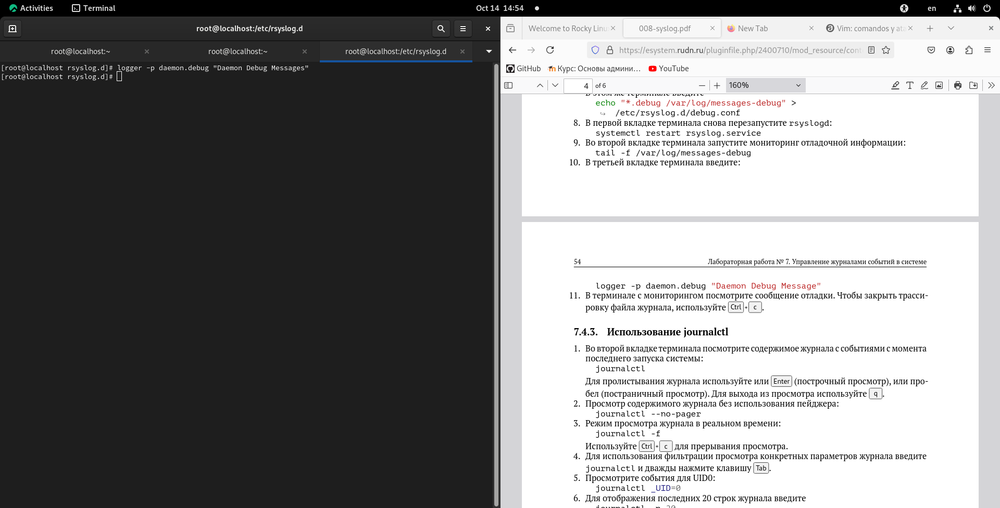 Activities
Terminal
Oct 14 14:54
en
root@localhost:/etc/rsyslog.d
root@localhost:~
root@localhost:~
root@localhost:/etc/rsyslog.d
[root@localhost rsyslog.d]# logger -p daemon.debug "Daemon Debug Messages"
[root@localhost rsyslog.d]#
Welcome to Rocky Linu
008-syslog.pdf
New Tab
Vim: comandos y ata
https://esystem.rudn.ru/pluginfile.php/2400710/mod_resource/cont
GitHub
Курс: Основы админи…
YouTube
4 of 6
160%
В этом же терминале введите
echo "*.debug /var/log/messages-debug" >
↪ /etc/rsyslog.d/debug.conf
8. В первой вкладке терминала снова перезапустите rsyslogd:
systemctl restart rsyslog.service
9. Во второй вкладке терминала запустите мониторинг отладочной информации:
tail -f /var/log/messages-debug
10. В третьей вкладке терминала введите:
54 Лабораторная работа № 7. Управление журналами событий в системе
logger -p daemon.debug "Daemon Debug Message"
11. В терминале с мониторингом посмотрите сообщение отладки. Чтобы закрыть трасси-
ровку файла журнала, используйте Ctrl + c .
7.4.3. Использование journalctl
1. Во второй вкладке терминала посмотрите содержимое журнала с событиями с момента
последнего запуска системы:
journalctl
Для пролистывания журнала используйте или Enter (построчный просмотр), или про-
бел (постраничный просмотр). Для выхода из просмотра используйте q .
2. Просмотр содержимого журнала без использования пейджера:
journalctl --no-pager
3. Режим просмотра журнала в реальном времени:
journalctl -f
Используйте Ctrl + c для прерывания просмотра.
4. Для использования фильтрации просмотра конкретных параметров журнала введите
journalctl и дважды нажмите клавишу Tab .
5. Просмотрите события для UID0:
journalctl _UID=0
6. Для отображения последних 20 строк журнала введите
journalctl -n 20